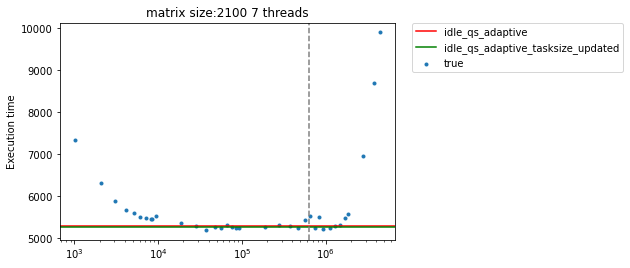 matrix size:2100 7 threads
idle_qs_adaptive
idle_qs_adaptive_tasksize_updated
true
Execution time
10000
9000
8000
7000
6000
5000
10³
10⁴
10⁵
10⁶